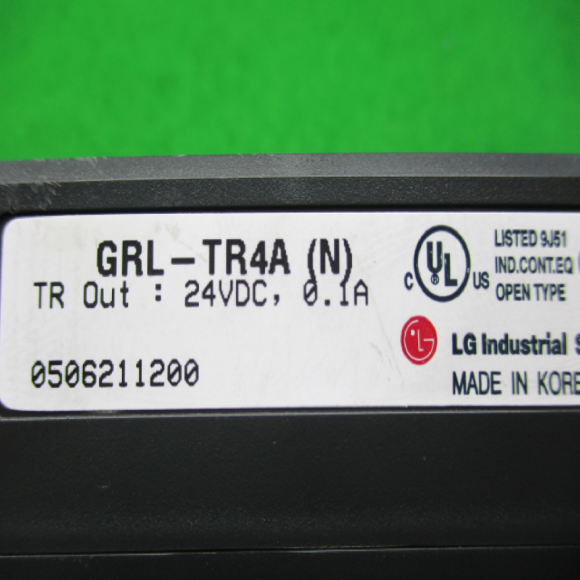 GRL-TR4A (N)
TR Out : 24VDC, 0.1A
0506211200
C UL ® US
LISTED 9J51
IND.CONT.EQ
OPEN TYPE
LG Industrial S
MADE IN KORE